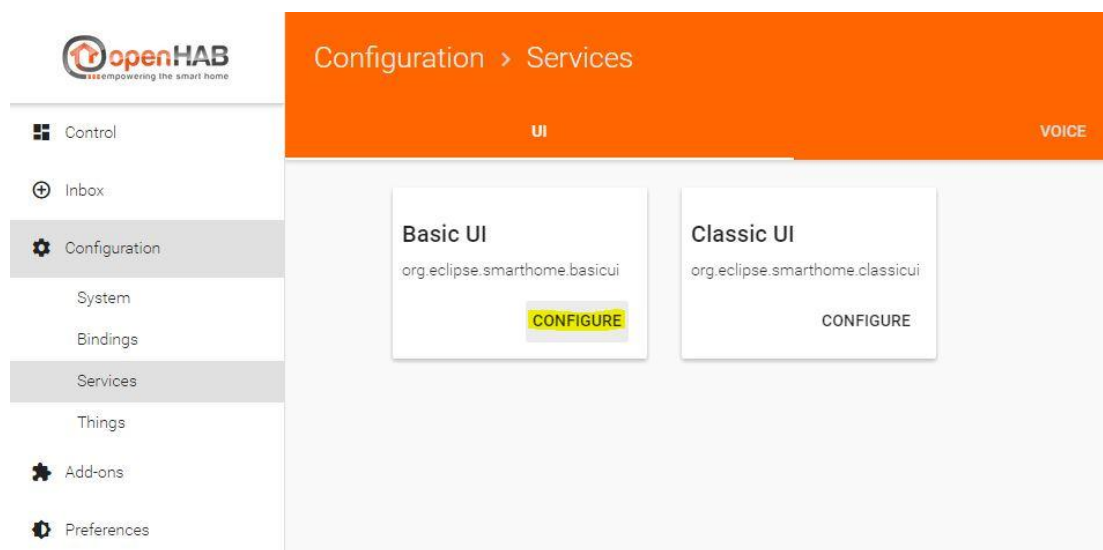 openHAB
empowering the smart home
Control
Inbox
Configuration
System
Bindings
Services
Things
Add-ons
Preferences
Configuration > Services
UI
VOICE
Basic UI
org.eclipse.smarthome.basicui
CONFIGURE
Classic UI
org.eclipse.smarthome.classicui
CONFIGURE